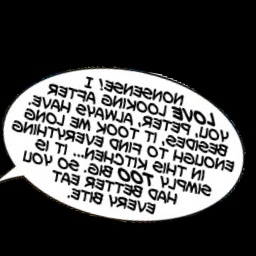 NONSENSE! I
LOVE LOOKING AFTER
YOU, PETER, ALWAYS HAVE.
BESIDES, IT TOOK ME LONG
ENOUGH TO FIND EVERYTHING
IN THIS KITCHEN... IT IS
SIMPLY TOO BIG. SO YOU
HAD BETTER EAT
EVERY BITE.